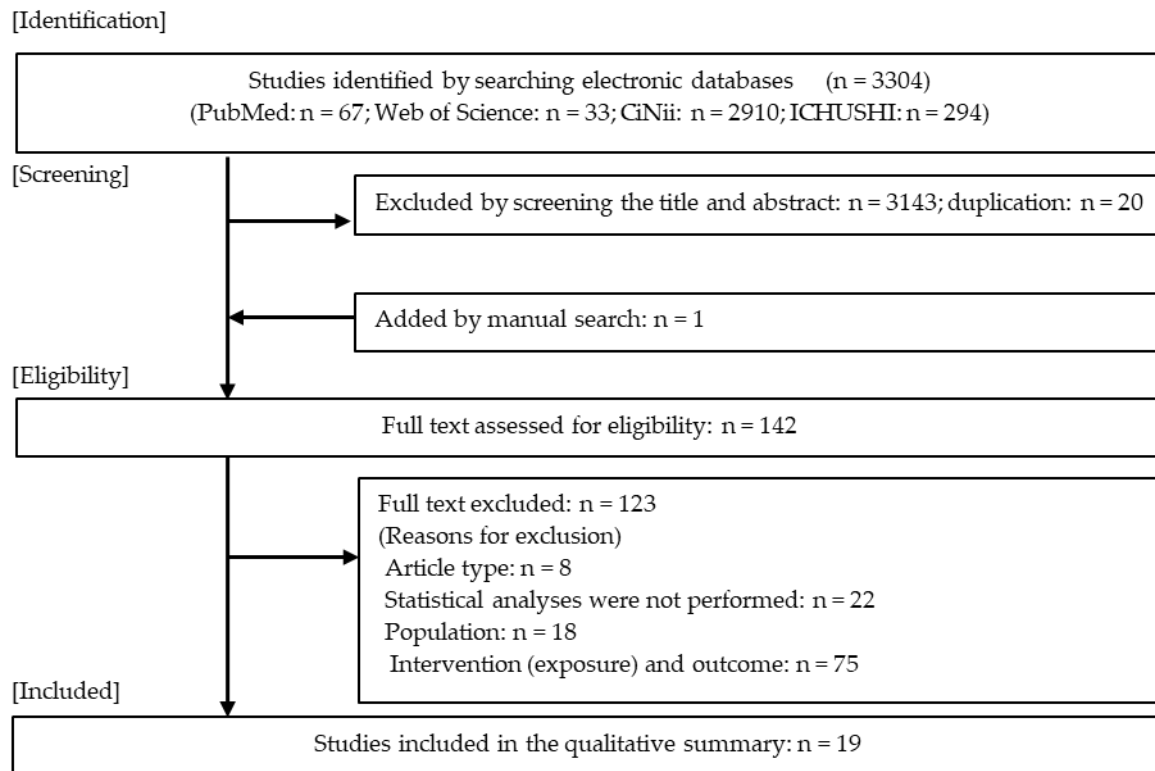 [Identification]
Studies identified by searching electronic databases (n = 3304)
(PubMed: n = 67; Web of Science: n = 33; CiNii: n = 2910; ICHUSHI: n = 294)
[Screening]
Excluded by screening the title and abstract: n = 3143; duplication: n = 20
Added by manual search: n = 1
[Eligibility]
Full text assessed for eligibility: n = 142
Full text excluded: n = 123
(Reasons for exclusion)
Article type: n = 8
Statistical analyses were not performed: n = 22
Population: n = 18
Intervention (exposure) and outcome: n = 75
[Included]
Studies included in the qualitative summary: n = 19